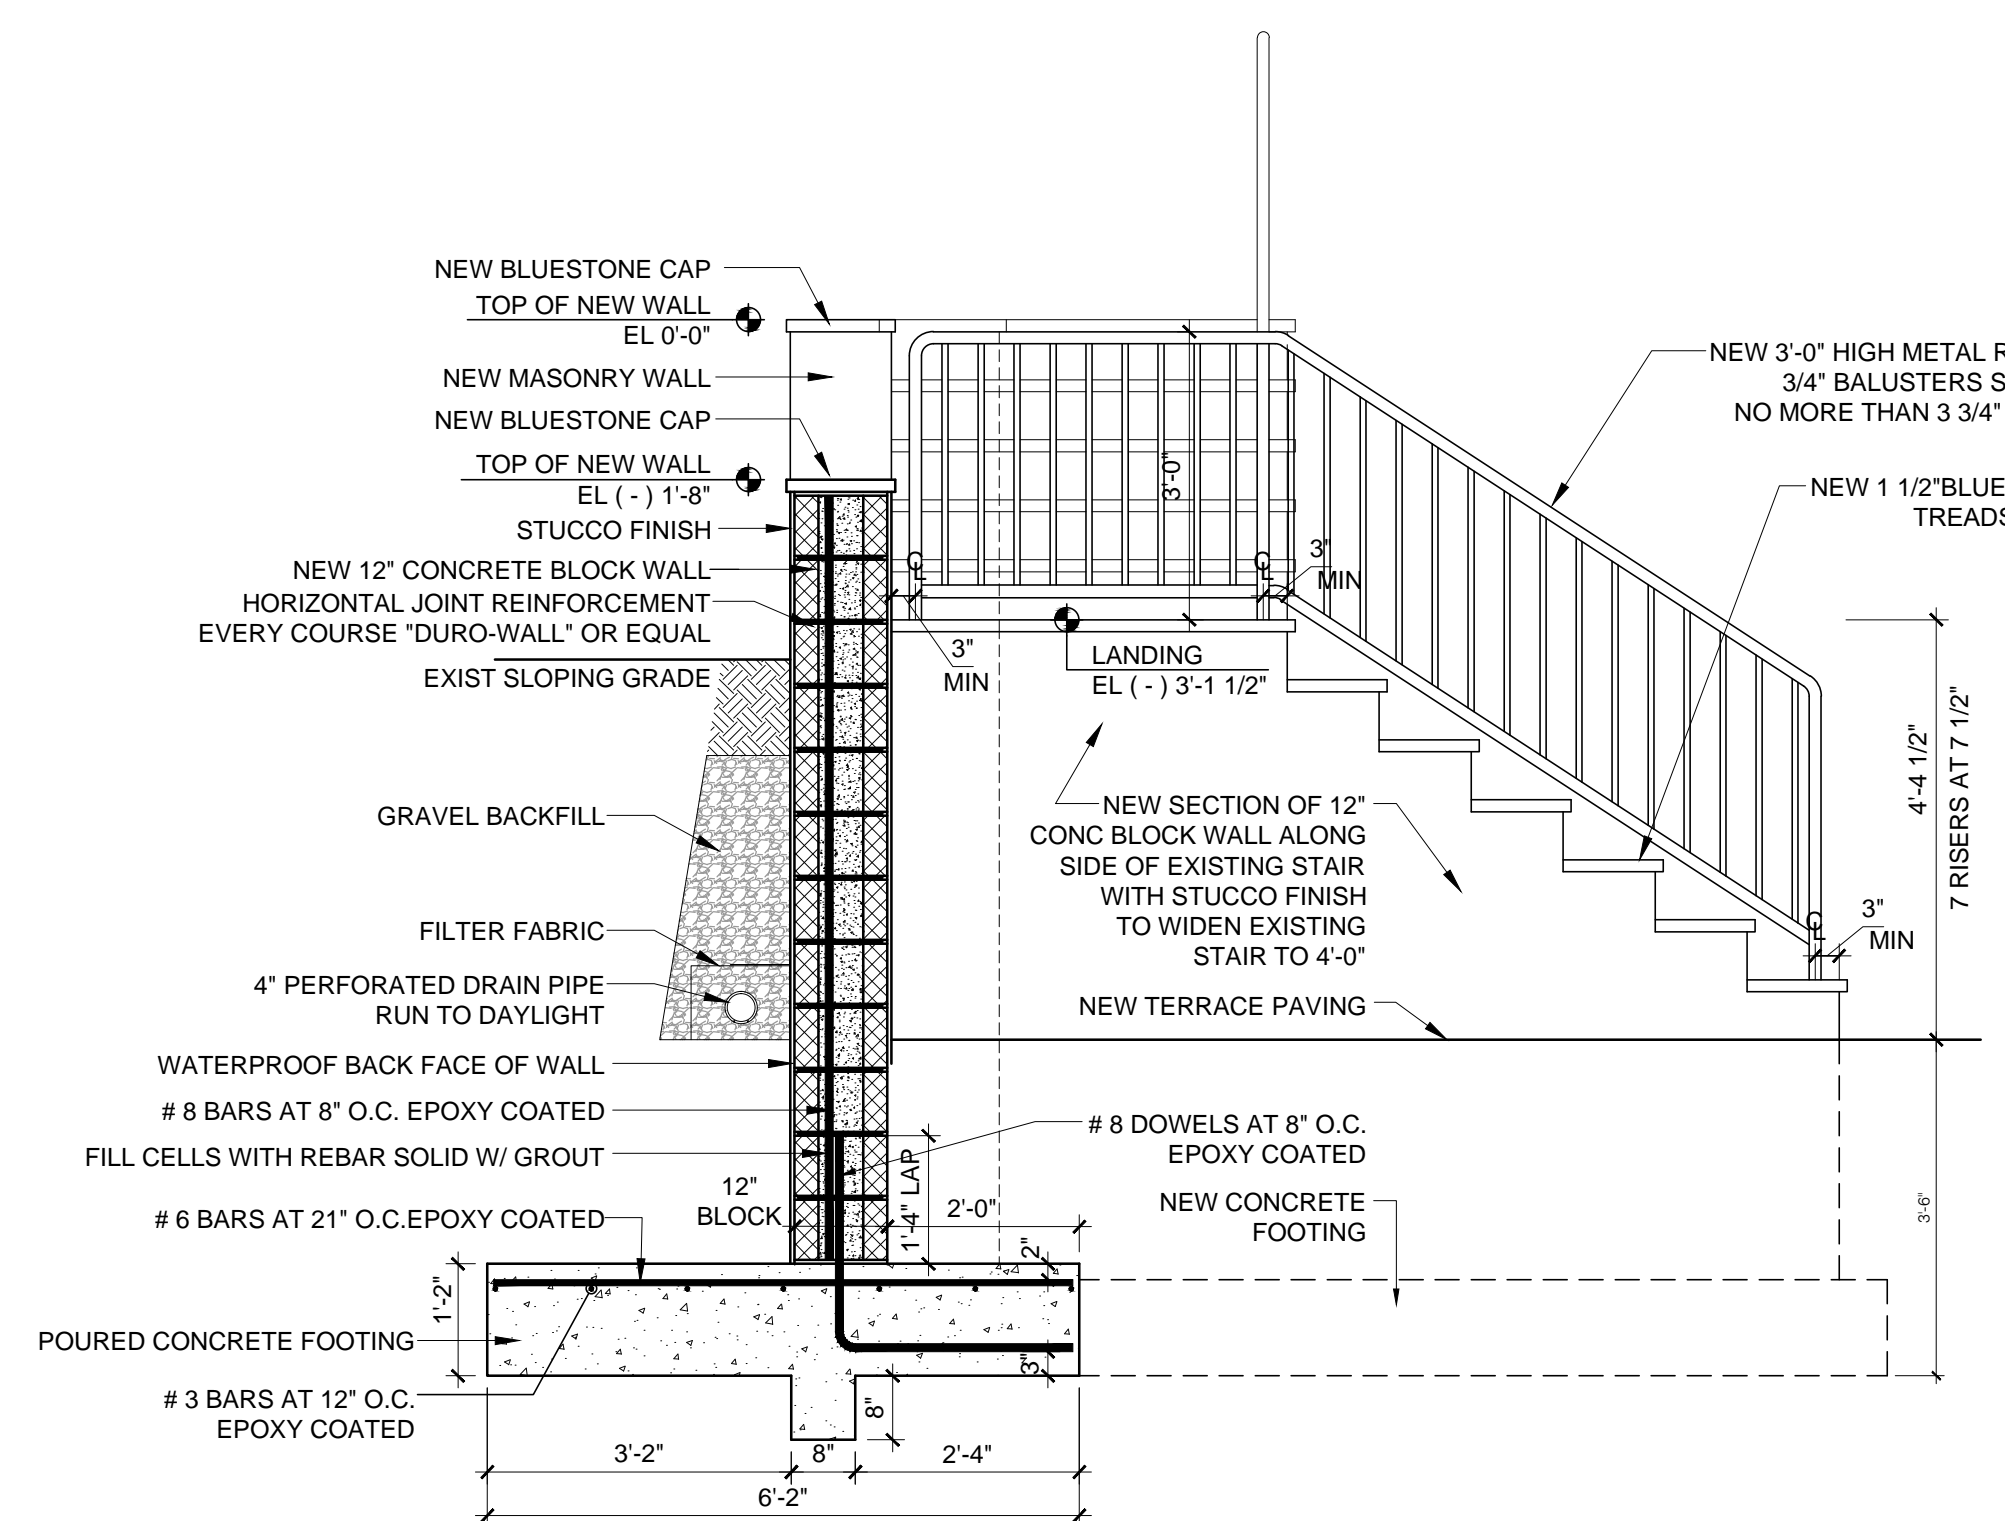 NEW BLUESTONE CAP
TOP OF NEW WALL
EL 0'-0"
NEW MASONRY WALL
NEW BLUESTONE CAP
TOP OF NEW WALL
EL ( - ) 1'-8"
STUCCO FINISH
NEW 12" CONCRETE BLOCK WALL
HORIZONTAL JOINT REINFORCEMENT
EVERY COURSE "DURO-WALL" OR EQUAL
EXIST SLOPING GRADE
GRAVEL BACKFILL
FILTER FABRIC
4" PERFORATED DRAIN PIPE
RUN TO DAYLIGHT
WATERPROOF BACK FACE OF WALL
# 8 BARS AT 8" O.C. EPOXY COATED
FILL CELLS WITH REBAR SOLID W/ GROUT
# 6 BARS AT 21" O.C.EPOXY COATED
12"
BLOCK
1'-2"
POURED CONCRETE FOOTING
# 3 BARS AT 12" O.C.
EPOXY COATED
3'-2"
8"
2'-4"
6'-2"
8"
3"
2"
2'-0"
1'-4" LAP
3'-0"
CL
3"
MIN
CL
3"
MIN
LANDING
EL ( - ) 3'-1 1/2"
NEW SECTION OF 12"
CONC BLOCK WALL ALONG
SIDE OF EXISTING STAIR
WITH STUCCO FINISH
TO WIDEN EXISTING
STAIR TO 4'-0"
NEW TERRACE PAVING
# 8 DOWELS AT 8" O.C.
EPOXY COATED
NEW CONCRETE
FOOTING
NEW 3'-0" HIGH METAL R
3/4" BALUSTERS S
NO MORE THAN 3 3/4"
NEW 1 1/2"BLUE
TREADS
CL
3"
MIN
4'-4 1/2"
7 RISERS AT 7 1/2"
3'-6"